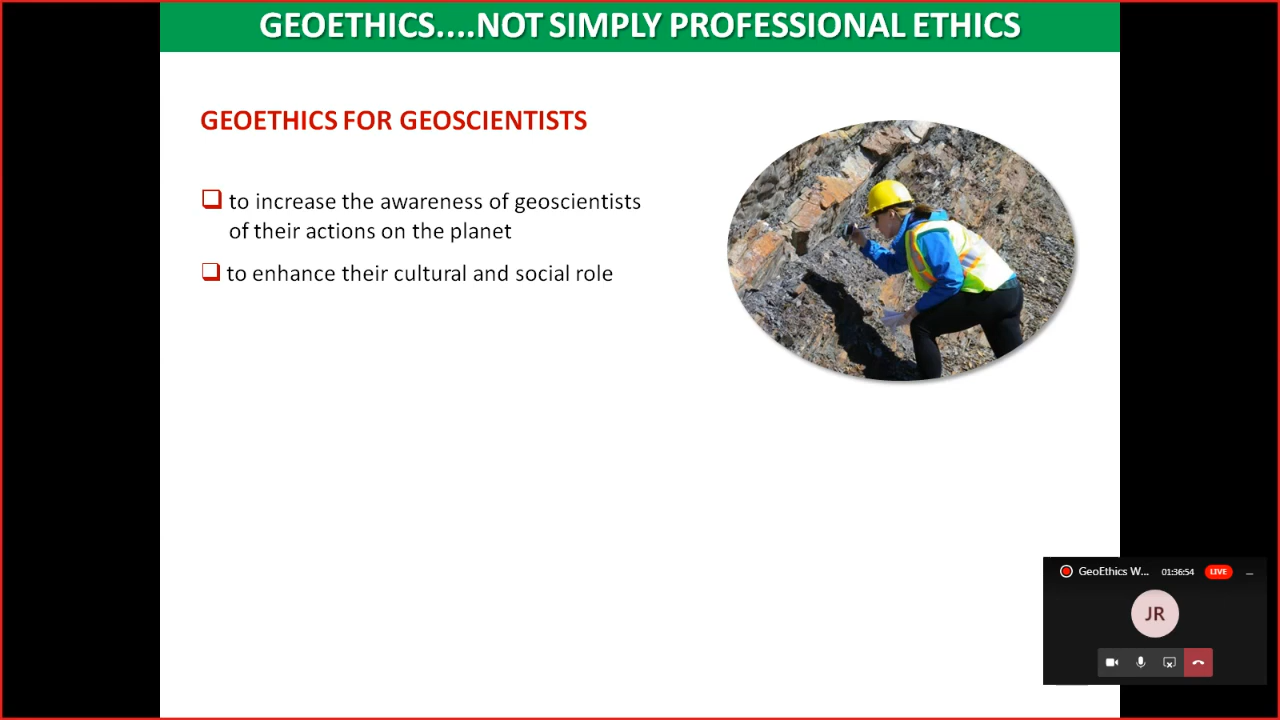 GEOETHICS....NOT SIMPLY PROFESSIONAL ETHICS
GEOETHICS FOR GEOSCIENTISTS
to increase the awareness of geoscientists
of their actions on the planet
to enhance their cultural and social role
GeoEthics W... 01:36:54 LIVE
JR